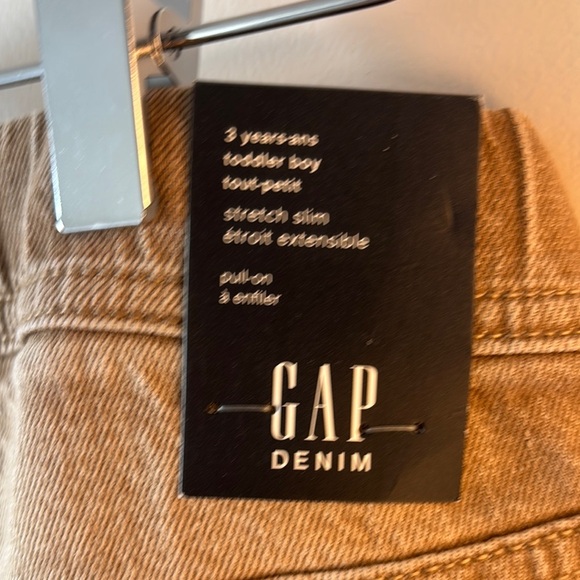 3 years-ans
toddler boy
tout-petit
stretch slim
étroit extensible
pull-on
à enfiler
GAP
DENIM